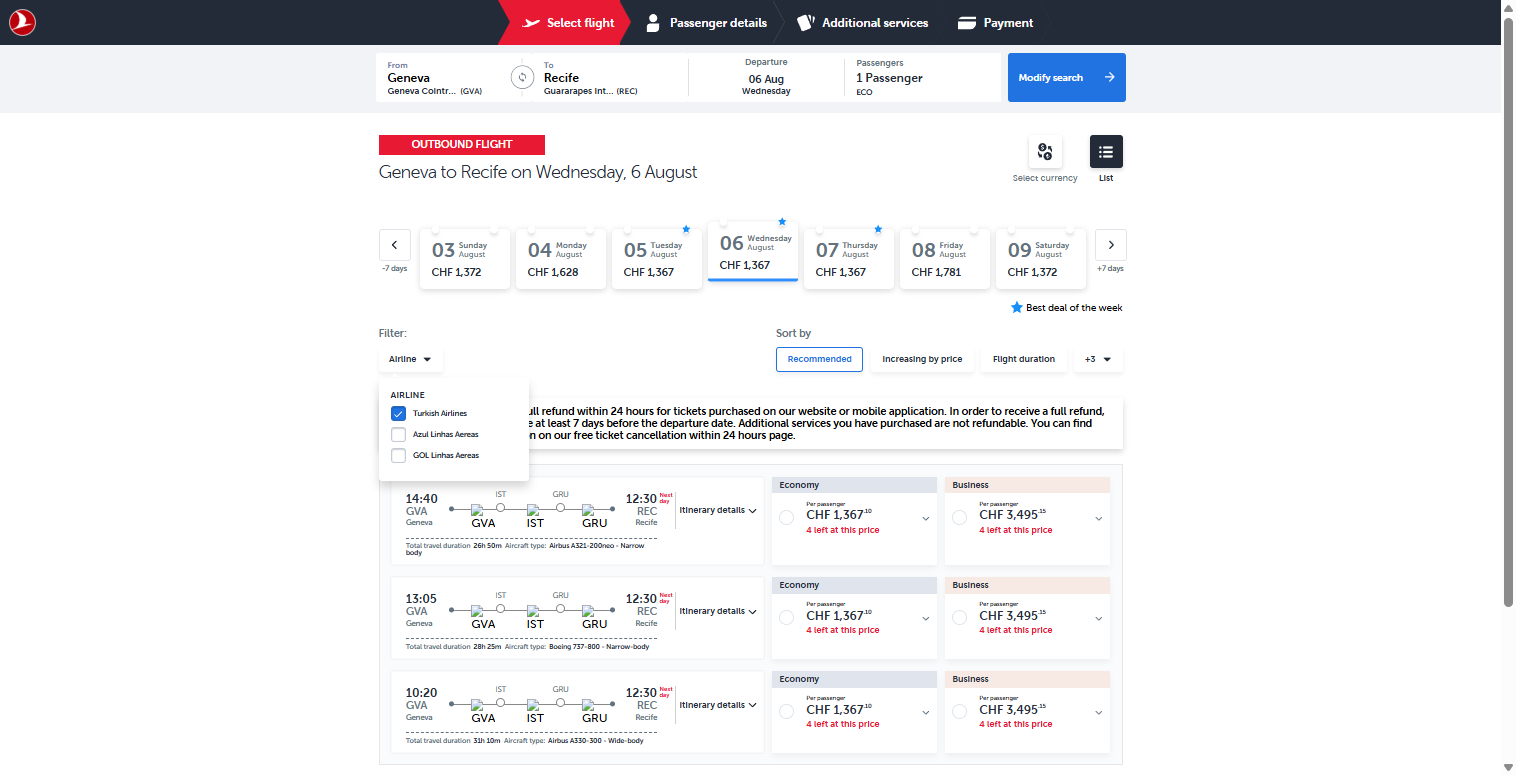 Select flight
Passenger details
Additional services
Payment
From
Geneva
Geneva Cointr... (GVA)
To
Recife
Guararapes Int... (REC)
Departure
06 Aug
Wednesday
Passengers
1 Passenger
ECO
Modify search
OUTBOUND FLIGHT
Geneva to Recife on Wednesday, 6 August
Select currency
List
-7 days
03 Sunday August
CHF 1,372
04 Monday August
CHF 1,628
05 Tuesday August
CHF 1,367
06 Wednesday August
CHF 1,367
07 Thursday August
CHF 1,367
08 Friday August
CHF 1,781
09 Saturday August
CHF 1,372
+7 days
Best deal of the week
Filter:
Airline
Sort by
Recommended
Increasing by price
Flight duration
+3
AIRLINE
Turkish Airlines
Azul Linhas Aereas
GOL Linhas Aereas
ull refund within 24 hours for tickets purchased on our website or mobile application. In order to receive a full refund,
e at least 7 days before the departure date. Additional services you have purchased are not refundable. You can find
n on our free ticket cancellation within 24 hours page.
14:40
GVA
Geneva
IST
GRU
GVA
IST
GRU
12:30 Next day
REC
Recife
Itinerary details
Total travel duration 26h 50m Aircraft type: Airbus A321-200neo - Narrow
body
Economy
Per passenger
CHF 1,367.10
4 left at this price
Business
Per passenger
CHF 3,495.15
4 left at this price
13:05
GVA
Geneva
IST
GRU
GVA
IST
GRU
12:30 Next day
REC
Recife
Itinerary details
Total travel duration 28h 25m Aircraft type: Boeing 737-800 - Narrow-body
Economy
Per passenger
CHF 1,367.10
4 left at this price
Business
Per passenger
CHF 3,495.15
4 left at this price
10:20
GVA
Geneva
IST
GRU
GVA
IST
GRU
12:30 Next day
REC
Recife
Itinerary details
Total travel duration 31h 10m Aircraft type: Airbus A330-300 - Wide-body
Economy
Per passenger
CHF 1,367.10
4 left at this price
Business
Per passenger
CHF 3,495.15
4 left at this price